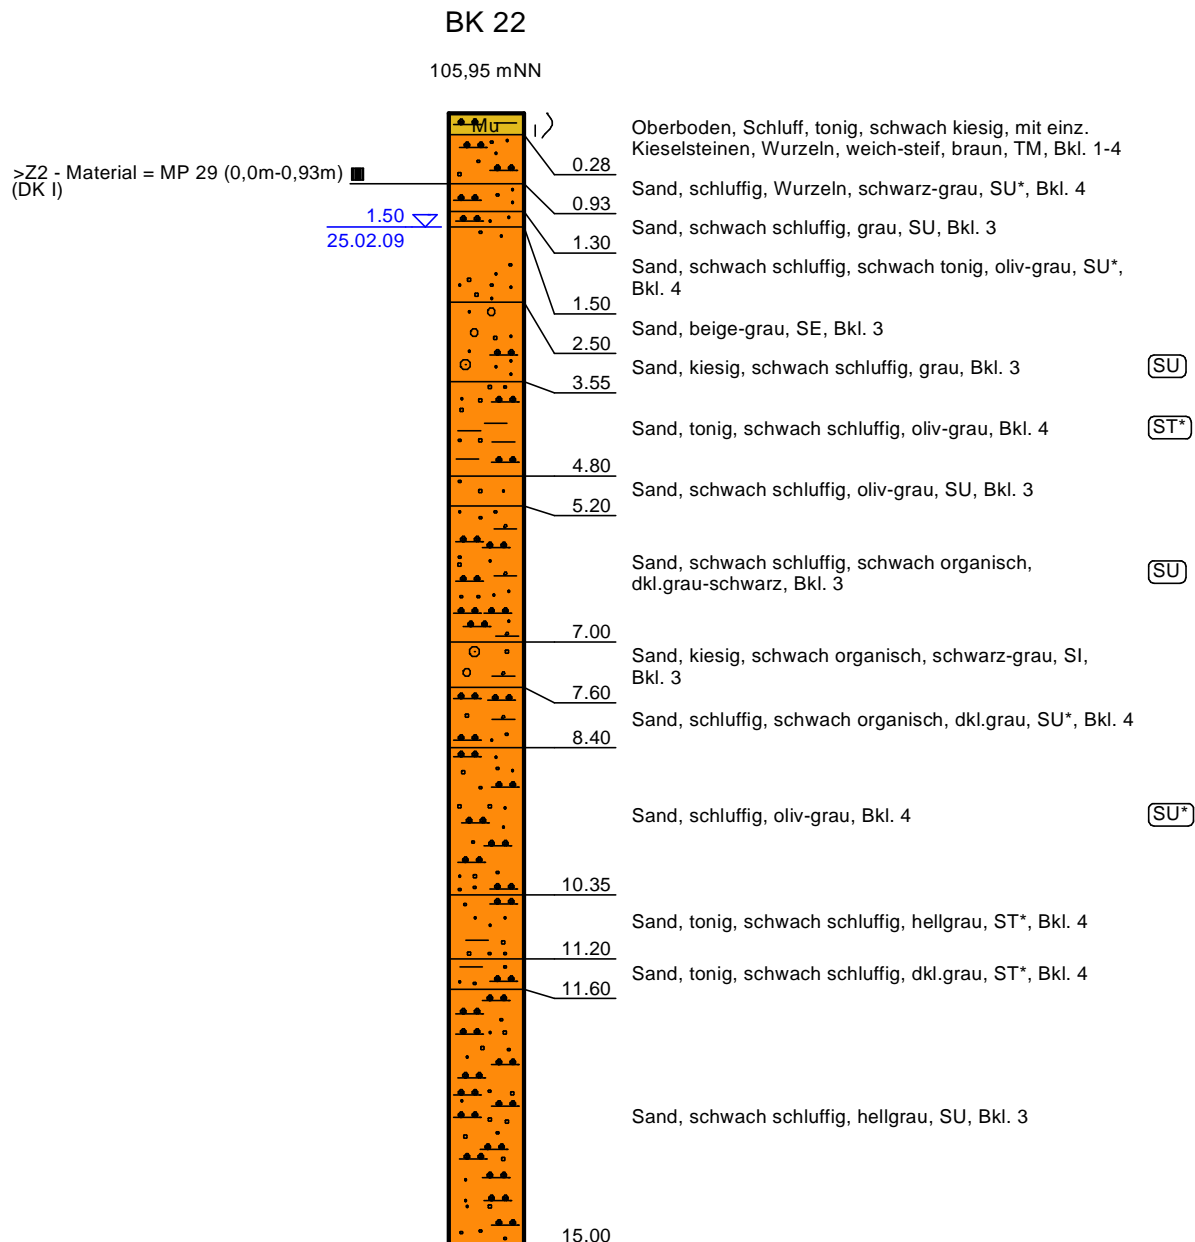 BK 22
105,95 mNN
Mu
Oberboden, Schluff, tonig, schwach kiesig, mit einz.
Kieselsteinen, Wurzeln, weich-steif, braun, TM, Bkl. 1-4
0.28
>Z2 - Material = MP 29 (0,0m-0,93m)
(DK I)
Sand, schluffig, Wurzeln, schwarz-grau, SU*, Bkl. 4
0.93
1.50
25.02.09
Sand, schwach schluffig, grau, SU, Bkl. 3
1.30
Sand, schwach schluffig, schwach tonig, oliv-grau, SU*,
Bkl. 4
1.50
Sand, beige-grau, SE, Bkl. 3
2.50
Sand, kiesig, schwach schluffig, grau, Bkl. 3
SU
3.55
Sand, tonig, schwach schluffig, oliv-grau, Bkl. 4
ST*
4.80
Sand, schwach schluffig, oliv-grau, SU, Bkl. 3
5.20
Sand, schwach schluffig, schwach organisch,
dkl.grau-schwarz, Bkl. 3
SU
7.00
Sand, kiesig, schwach organisch, schwarz-grau, SI,
Bkl. 3
7.60
Sand, schluffig, schwach organisch, dkl.grau, SU*, Bkl. 4
8.40
Sand, schluffig, oliv-grau, Bkl. 4
SU*
10.35
Sand, tonig, schwach schluffig, hellgrau, ST*, Bkl. 4
11.20
Sand, tonig, schwach schluffig, dkl.grau, ST*, Bkl. 4
11.60
Sand, schwach schluffig, hellgrau, SU, Bkl. 3
15.00